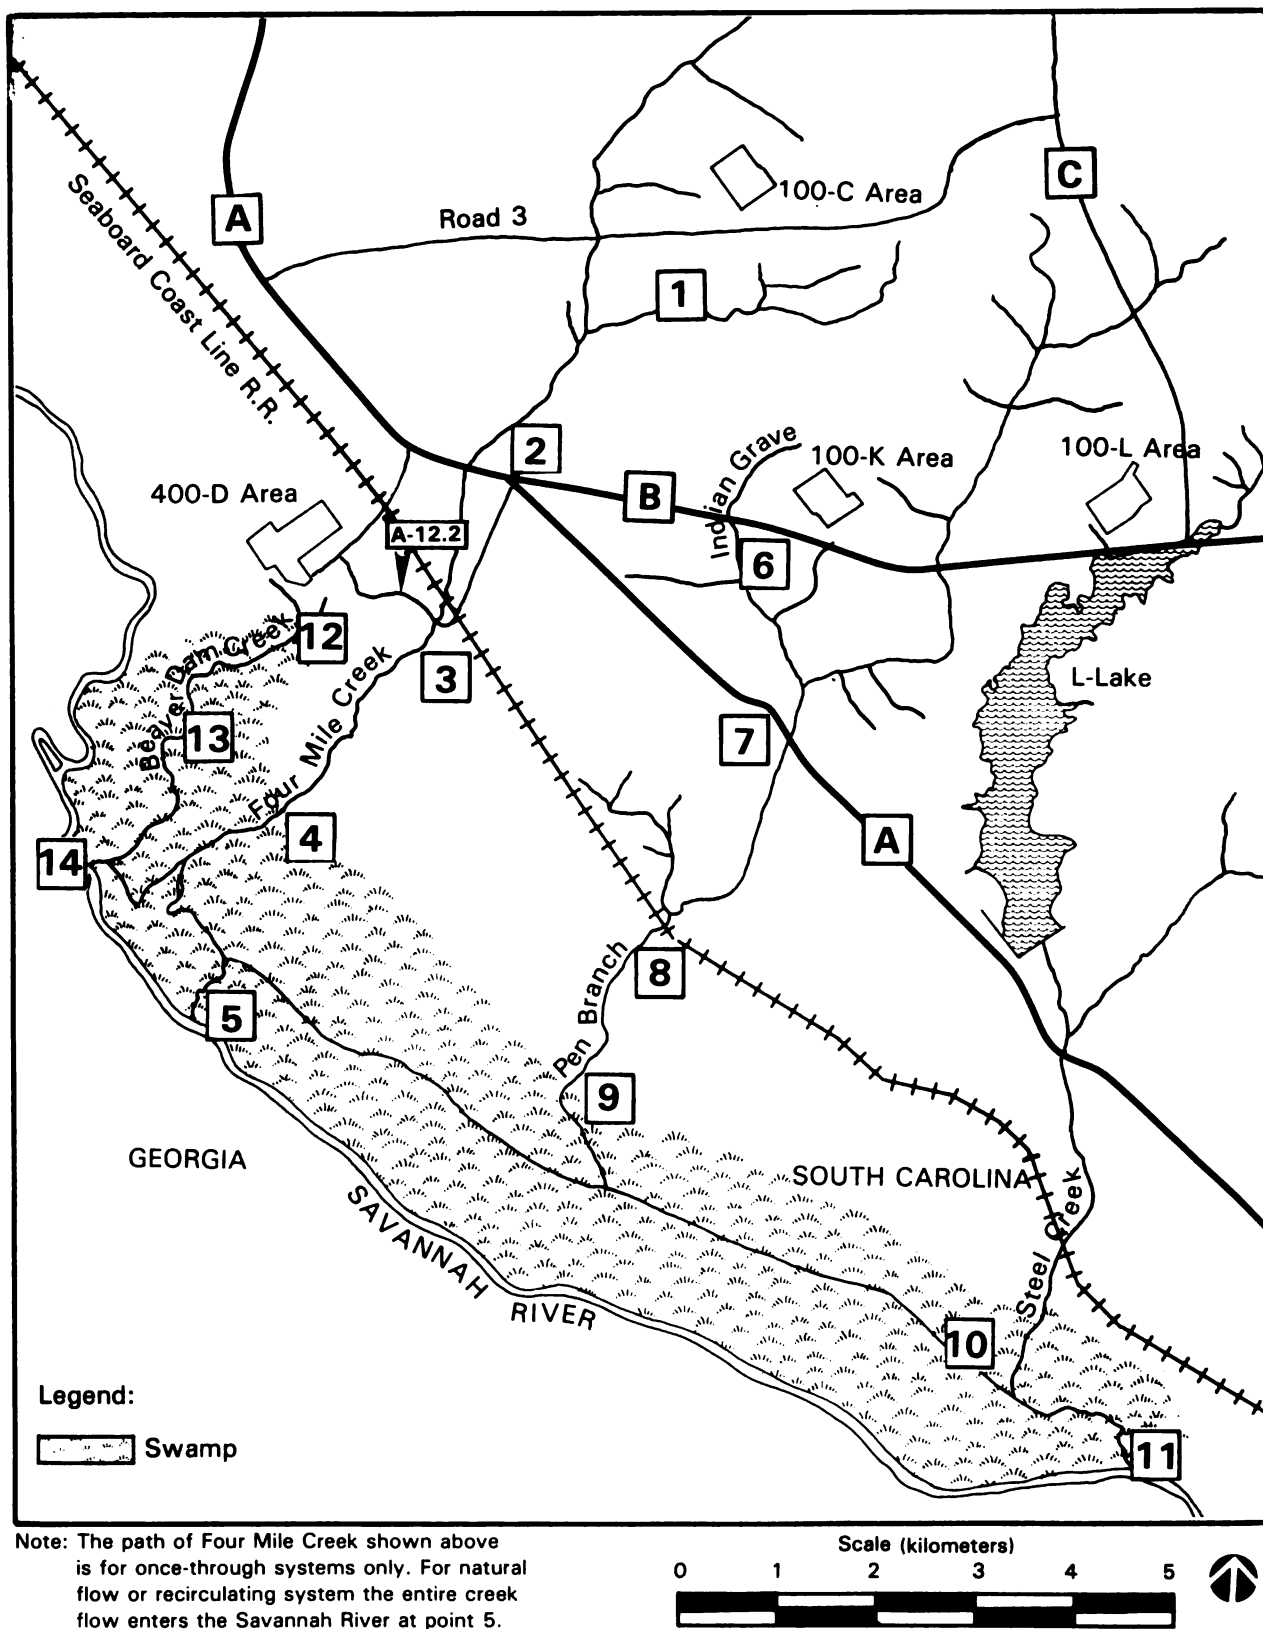 C
100-C Area
A
Road 3
Seaboard Coast Line R.R.
1
2
Indian Grave
100-K Area
100-L Area
400-D Area
B
A-12.2
6
12
Beaver Dam Creek
3
L-Lake
13
7
Four Mile Creek
4
A
14
8
Pen Branch
5
9
GEORGIA
SOUTH CAROLINA
SAVANNAH RIVER
Steel Creek
10
11
Legend:
Swamp
Note: The path of Four Mile Creek shown above
is for once-through systems only. For natural
flow or recirculating system the entire creek
flow enters the Savannah River at point 5.
Scale (kilometers)
0 1 2 3 4 5